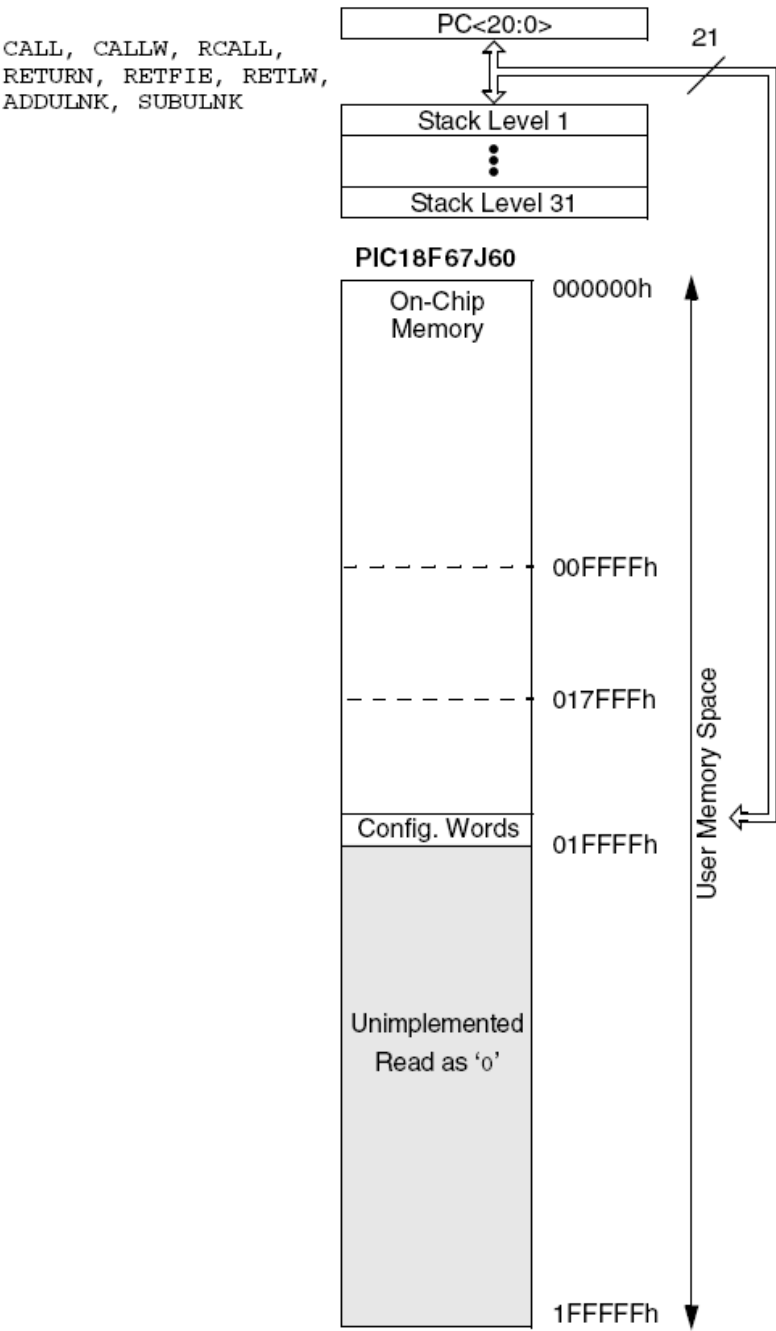 PC<20:0>
21
CALL, CALLW, RCALL,
RETURN, RETFIE, RETLW,
ADDULNK, SUBULNK
Stack Level 1
Stack Level 31
PIC18F67J60
000000h
On-Chip
Memory
00FFFFh
017FFFh
User Memory Space
Config. Words
01FFFFh
Unimplemented
Read as ‘0’
1FFFFFh